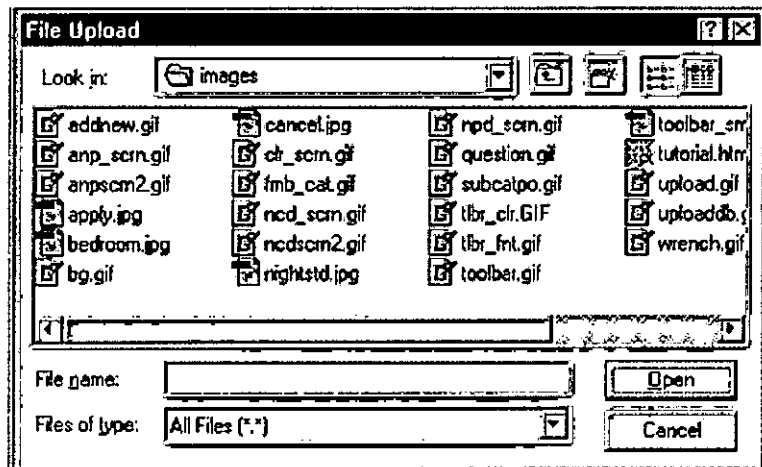 File Upload
Look in: images
addnew.gif cancel.jpg npd_scrn.gif toolbar_sm
anp_scrn.gif clr_scrn.gif question.gif tutorial.htm
anpscrn2.gif fmb_cat.gif subcatpo.gif upload.gif
apply.jpg ncd_scrn.gif tlbr_clr.GIF uploaddb.g
bedroom.jpg ncdscrn2.gif tlbr_fnt.gif wrench.gif
bg.gif nightstd.jpg toolbar.gif
File name: Open
Files of type: All Files (*.*) Cancel